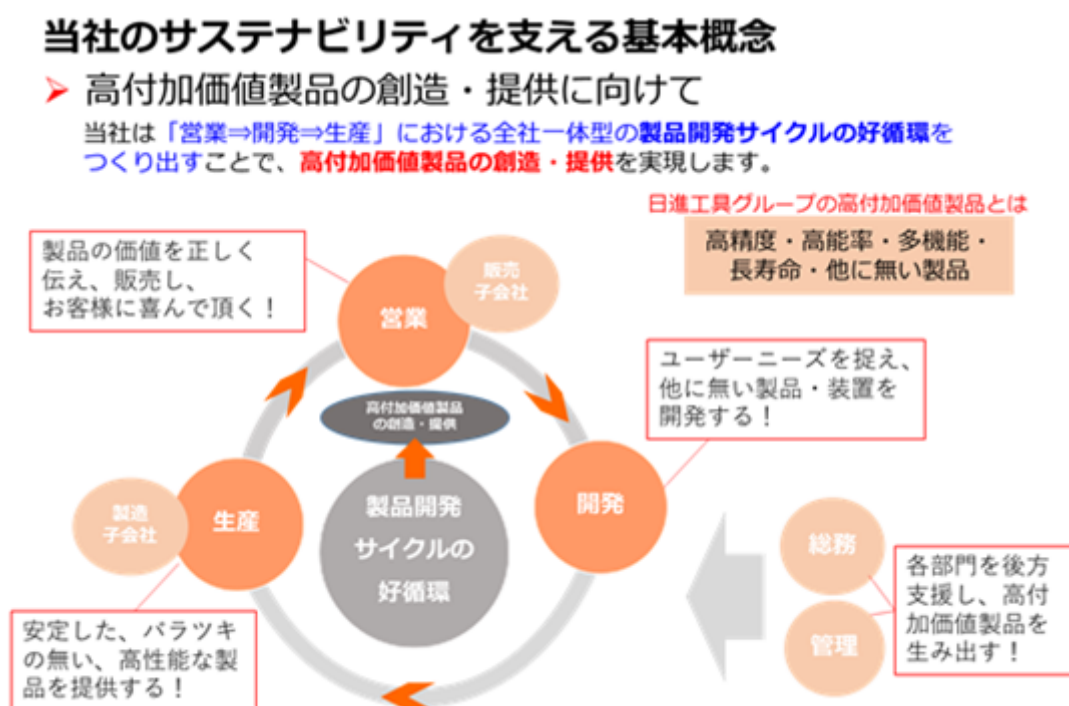 当社のサステナビリティを支える基本概念
➤ 高付加価値製品の創造・提供に向けて
当社は「営業⇒開発⇒生産」における全社一体型の製品開発サイクルの好循環を
つくり出すことで、高付加価値製品の創造・提供を実現します。
日進工具グループの高付加価値製品とは
高精度・高能率・多機能・
長寿命・他に無い製品
製品の価値を正しく
伝え、販売し、
お客様に喜んで頂く！
営業
販売
子会社
ユーザーニーズを捉え、
他に無い製品・装置を
開発する！
開発
高付加価値製品
の創造・提供
製品開発
サイクルの
好循環
生産
製造
子会社
安定した、バラツキ
の無い、高性能な製
品を提供する！
総務
管理
各部門を後方
支援し、高付
加価値製品を
生み出す！